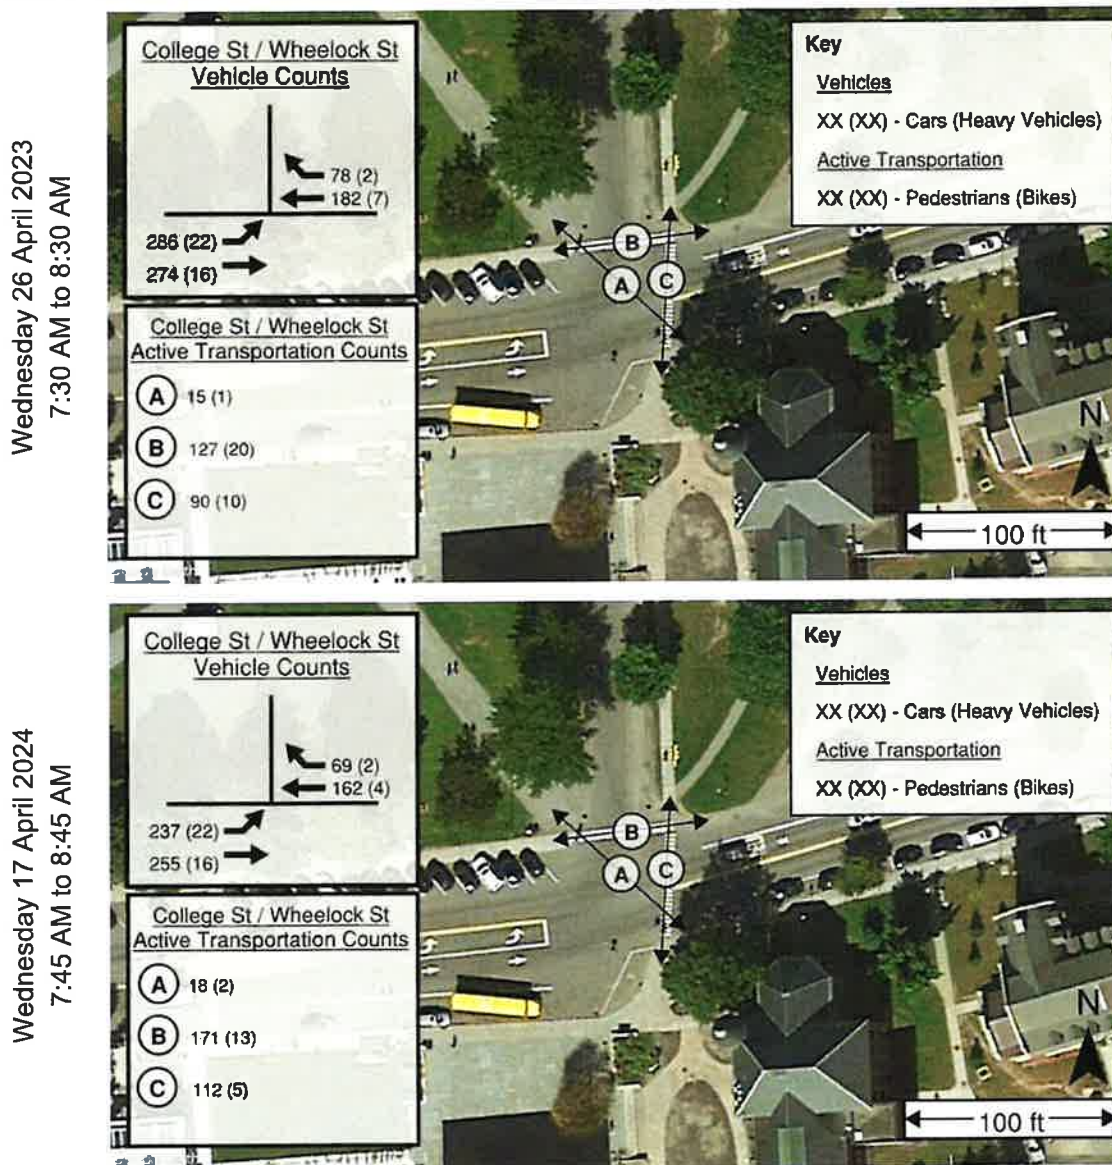 Wednesday 26 April 2023
7:30 AM to 8:30 AM
College St / Wheelock St
Vehicle Counts
78 (2)
182 (7)
286 (22)
274 (16)
College St / Wheelock St
Active Transportation Counts
A 15 (1)
B 127 (20)
C 90 (10)
B
A
C
Key
Vehicles
XX (XX) - Cars (Heavy Vehicles)
Active Transportation
XX (XX) - Pedestrians (Bikes)
N
100 ft
Wednesday 17 April 2024
7:45 AM to 8:45 AM
College St / Wheelock St
Vehicle Counts
69 (2)
162 (4)
237 (22)
255 (16)
College St / Wheelock St
Active Transportation Counts
A 18 (2)
B 171 (13)
C 112 (5)
B
A
C
Key
Vehicles
XX (XX) - Cars (Heavy Vehicles)
Active Transportation
XX (XX) - Pedestrians (Bikes)
N
100 ft